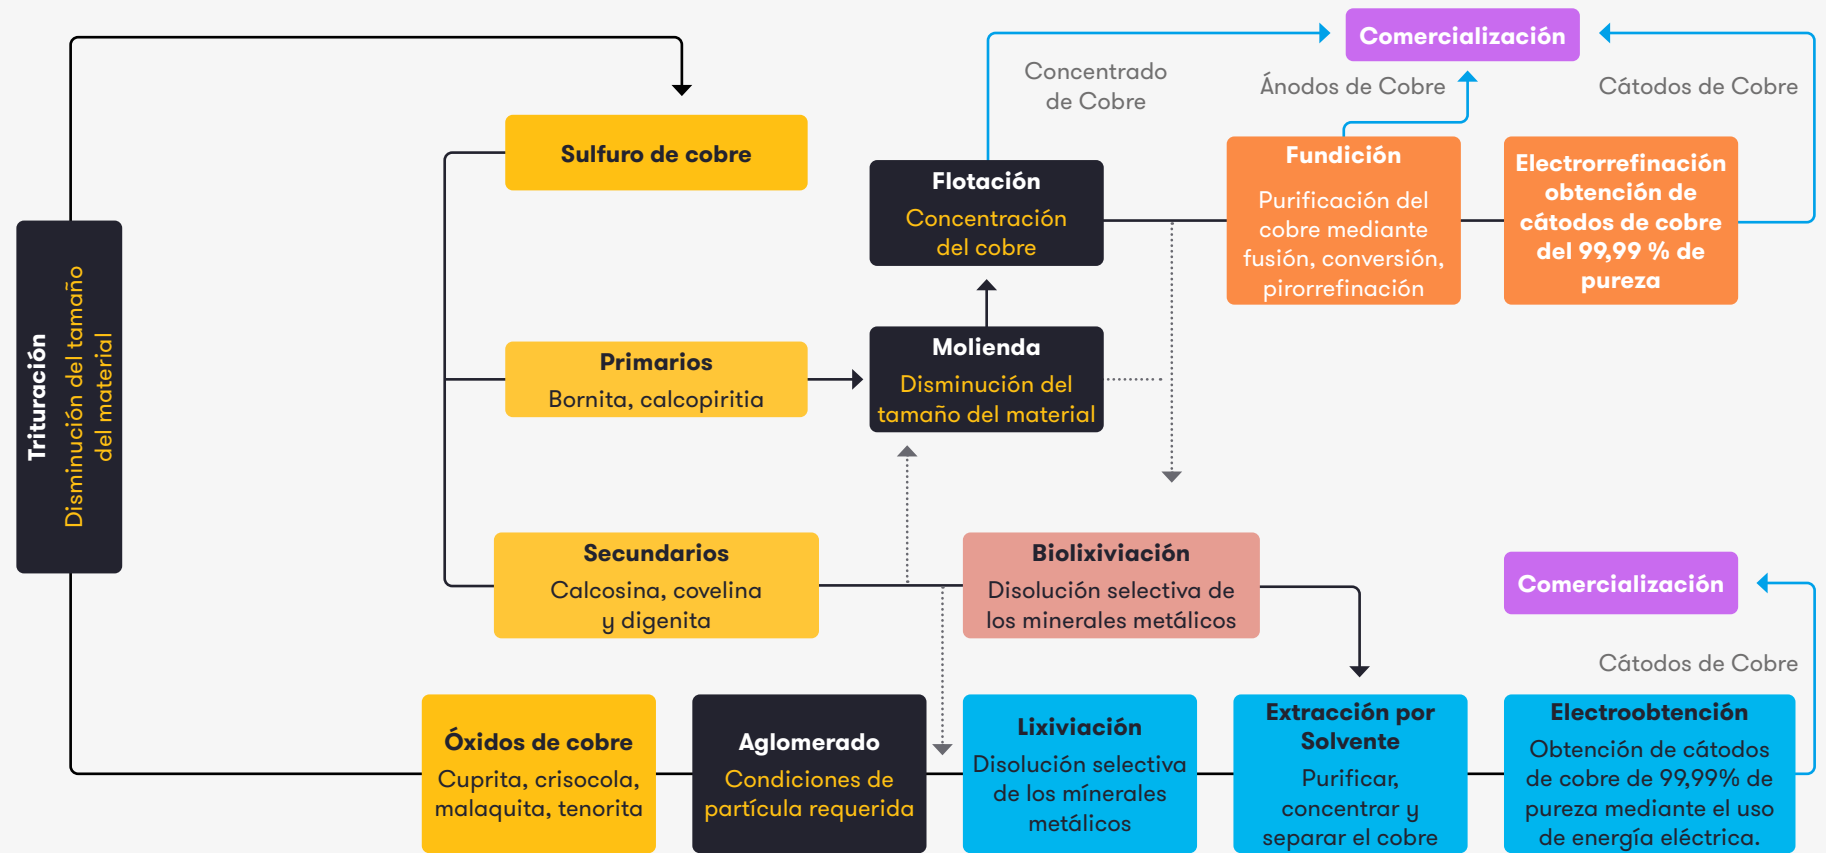 Trituración
Disminución del tamaño
del material
Sulfuro de cobre
Primarios
Bornita, calcopiritia
Secundarios
Calcosina, covelina
y digenita
Óxidos de cobre
Cuprita, crisocola,
malaquita, tenorita
Aglomerado
Condiciones de
partícula requerida
Flotación
Concentración
del cobre
Molienda
Disminución del
tamaño del material
Concentrado
de Cobre
Comercialización
Ánodos de Cobre
Cátodos de Cobre
Fundición
Purificación del
cobre mediante
fusión, conversión,
pirorrefinación
Electrorrefinación
obtención de
cátodos de cobre
del 99,99 % de
pureza
Biolixiviación
Disolución selectiva de
los minerales metálicos
Comercialización
Cátodos de Cobre
Lixiviación
Disolución selectiva
de los mínerales
metálicos
Extracción por
Solvente
Purificar,
concentrar y
separar el cobre
Electroobtención
Obtención de cátodos
de cobre de 99,99% de
pureza mediante el uso
de energía eléctrica.